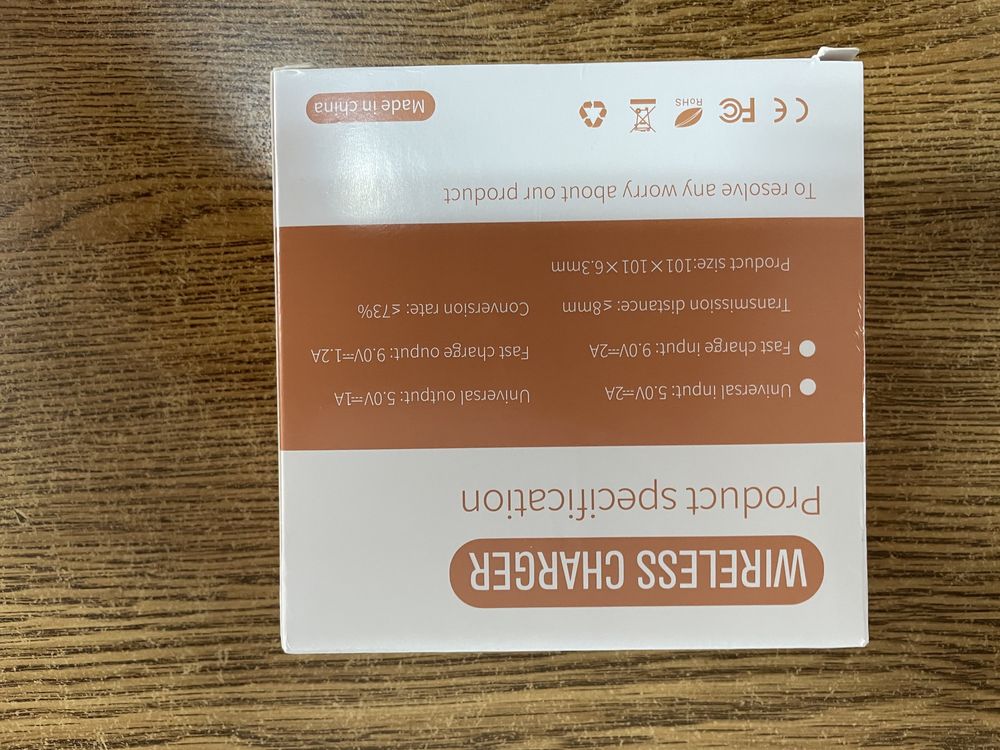 WIRELESS CHARGER
Product specification
Universal input: 5.0V⎓2A
Universal output: 5.0V⎓1A
Fast charge input: 9.0V⎓2A
Fast charge ouput: 9.0V⎓1.2A
Transmission distance: ≤8mm
Conversion rate: ≤73%
Product size:101×101×6.3mm
To resolve any worry about our product
CE FC RoHS
Made in china